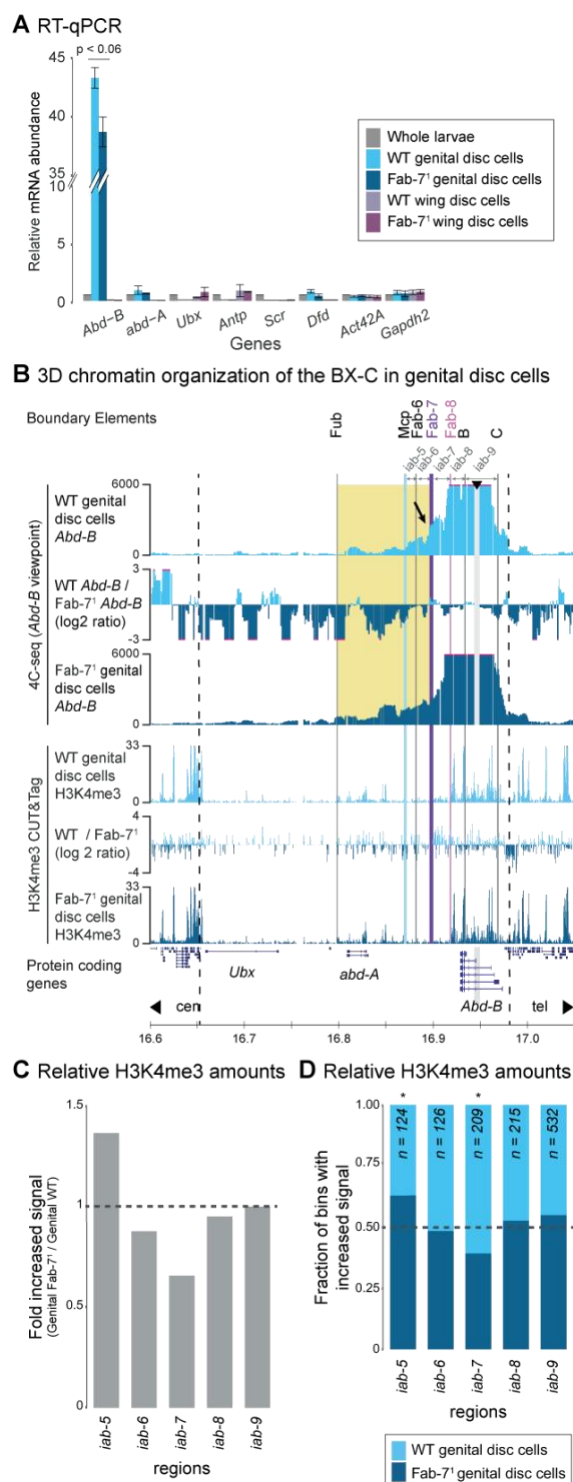 A RT-qPCR
p < 0.06
45
40
35
10
5
0
Relative mRNA abundance
Abd-B
abd-A
Ubx
Antp
Scr
Dfd
Act42A
Gapdh2
Genes
Whole larvae
WT genital disc cells
Fab-7¹ genital disc cells
WT wing disc cells
Fab-7¹ wing disc cells
B 3D chromatin organization of the BX-C in genital disc cells
Boundary Elements
Fub
Mcp
Fab-6
Fab-7
Fab-8
B
C
iab-5
iab-6
iab-7
iab-8
iab-9
4C-seq (Abd-B viewpoint)
6000
WT genital
disc cells
Abd-B
0
3
WT Abd-B /
Fab-7¹ Abd-B
(log2 ratio)
-3
6000
Fab-7¹ genital
disc cells
Abd-B
0
H3K4me3 CUT&Tag
33
WT genital
disc cells
H3K4me3
0
4
WT / Fab-7¹
(log 2 ratio)
-4
33
Fab-7¹ genital
disc cells
H3K4me3
0
Protein coding
genes
Ubx
abd-A
Abd-B
cen
tel
16.6
16.7
16.8
16.9
17.0
C Relative H3K4me3 amounts
1.5
1
0.5
0
Fold increased signal
(Genital Fab-7¹ / Genital WT)
iab-5
iab-6
iab-7
iab-8
iab-9
regions
D Relative H3K4me3 amounts
* *
1.00
0.75
0.50
0.25
0
Fraction of bins with
increased signal
n = 124
n = 126
n = 209
n = 215
n = 532
iab-5
iab-6
iab-7
iab-8
iab-9
regions
WT genital disc cells
Fab-7¹ genital disc cells